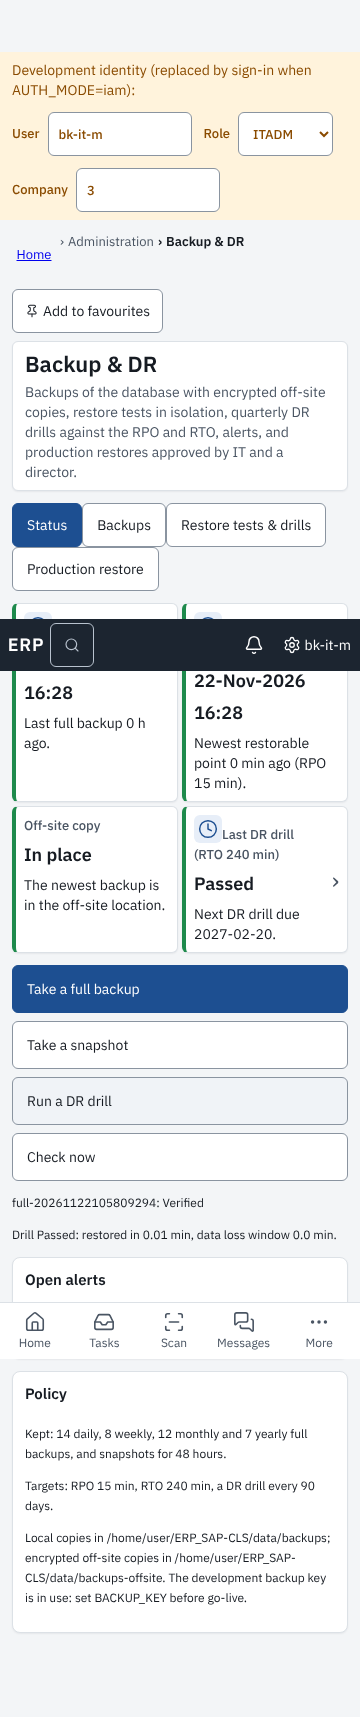 Development identity (replaced by sign-in when
AUTH_MODE=iam):
User bk-it-m Role ITADM
Company 3
Home › Administration › Backup & DR
Add to favourites
Backup & DR
Backups of the database with encrypted off-site
copies, restore tests in isolation, quarterly DR
drills against the RPO and RTO, alerts, and
production restores approved by IT and a
director.
Status Backups Restore tests & drills
Production restore
ERP bk-it-m
16:28
Last full backup 0 h
ago.
22-Nov-2026
16:28
Newest restorable
point 0 min ago (RPO
15 min).
Off-site copy
In place
The newest backup is
in the off-site location.
Last DR drill
(RTO 240 min)
Passed
Next DR drill due
2027-02-20.
Take a full backup
Take a snapshot
Run a DR drill
Check now
full-20261122105809294: Verified
Drill Passed: restored in 0.01 min, data loss window 0.0 min.
Open alerts
Home Tasks Scan Messages More
Policy
Kept: 14 daily, 8 weekly, 12 monthly and 7 yearly full
backups, and snapshots for 48 hours.
Targets: RPO 15 min, RTO 240 min, a DR drill every 90
days.
Local copies in /home/user/ERP_SAP-CLS/data/backups;
encrypted off-site copies in /home/user/ERP_SAP-
CLS/data/backups-offsite. The development backup key
is in use: set BACKUP_KEY before go-live.